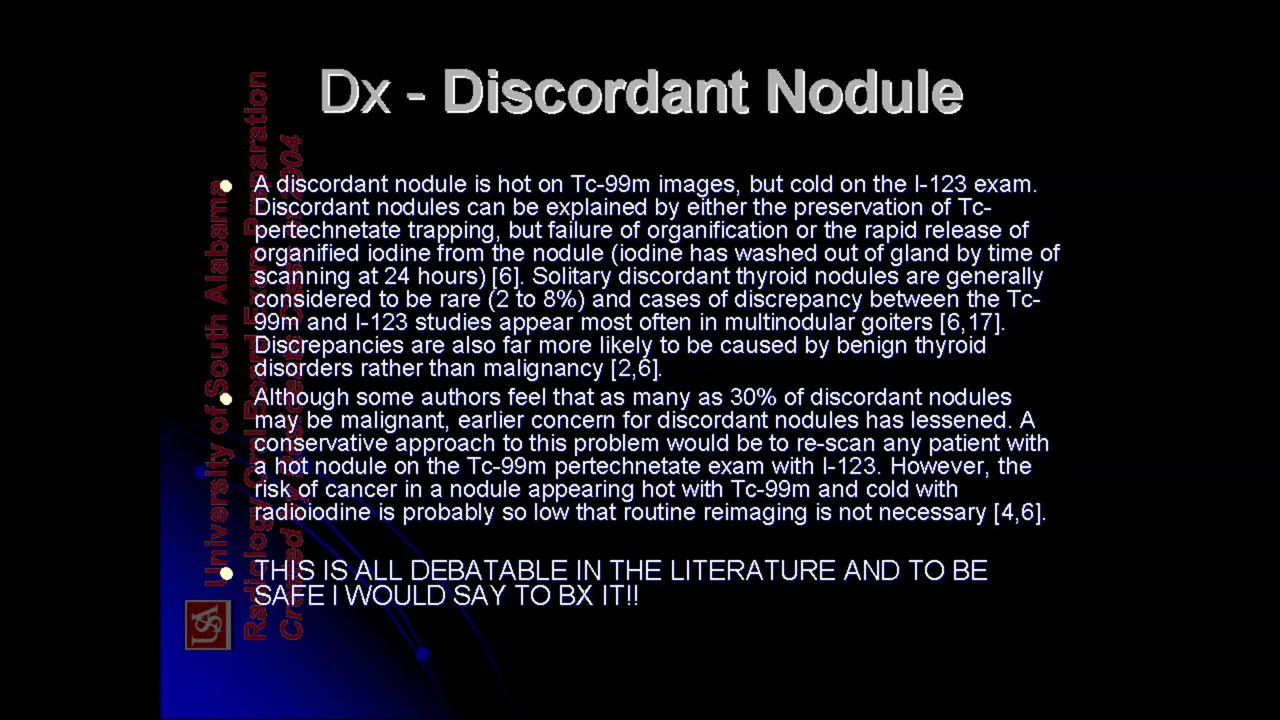 Dx - Discordant Nodule
A discordant nodule is hot on Tc-99m images, but cold on the I-123 exam.
Discordant nodules can be explained by either the preservation of Tc-
pertechnetate trapping, but failure of organification or the rapid release of
organified iodine from the nodule (iodine has washed out of gland by time of
scanning at 24 hours) [6]. Solitary discordant thyroid nodules are generally
considered to be rare (2 to 8%) and cases of discrepancy between the Tc-
99m and I-123 studies appear most often in multinodular goiters [6,17].
Discrepancies are also far more likely to be caused by benign thyroid
disorders rather than malignancy [2,6].
Although some authors feel that as many as 30% of discordant nodules
may be malignant, earlier concern for discordant nodules has lessened. A
conservative approach to this problem would be to re-scan any patient with
a hot nodule on the Tc-99m pertechnetate exam with I-123. However, the
risk of cancer in a nodule appearing hot with Tc-99m and cold with
radioiodine is probably so low that routine reimaging is not necessary [4,6].
THIS IS ALL DEBATABLE IN THE LITERATURE AND TO BE
SAFE I WOULD SAY TO BX IT!!
University of South Alabama
Radiology Oral Board Exam Preparation
2004
USA